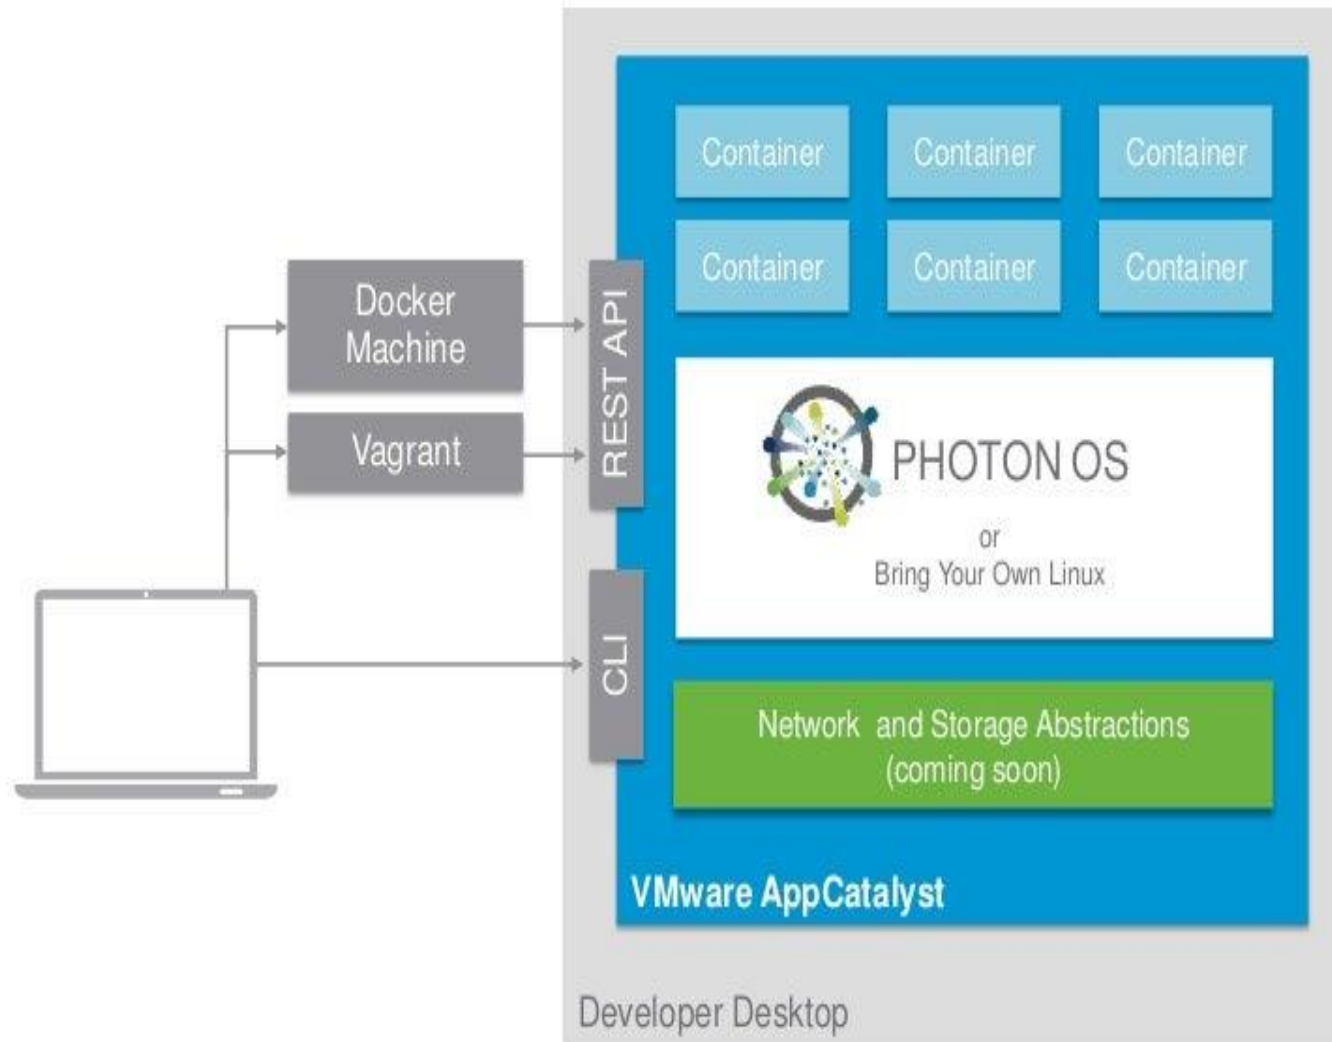 Container
Container
Container
Container
Container
Container
Docker
Machine
Vagrant
REST API
CLI
PHOTON OS
or
Bring Your Own Linux
Network and Storage Abstractions
(coming soon)
VMware AppCatalyst
Developer Desktop